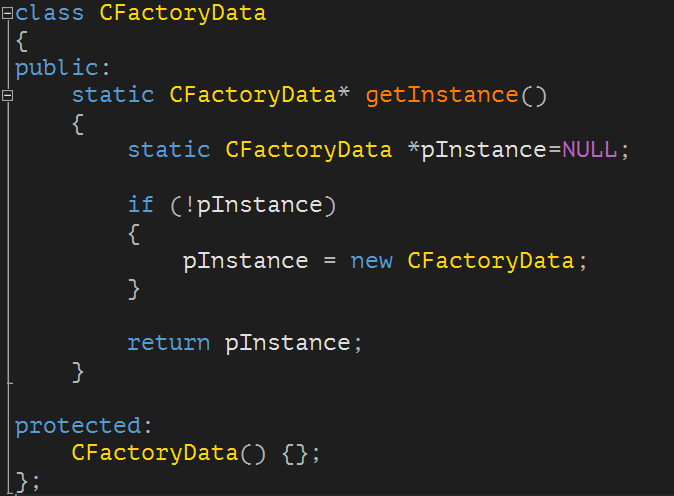 class CFactoryData
{
public:
    static CFactoryData* getInstance()
    {
        static CFactoryData *pInstance=NULL;

        if (!pInstance)
        {
            pInstance = new CFactoryData;
        }

        return pInstance;
    }

protected:
    CFactoryData() {};
};